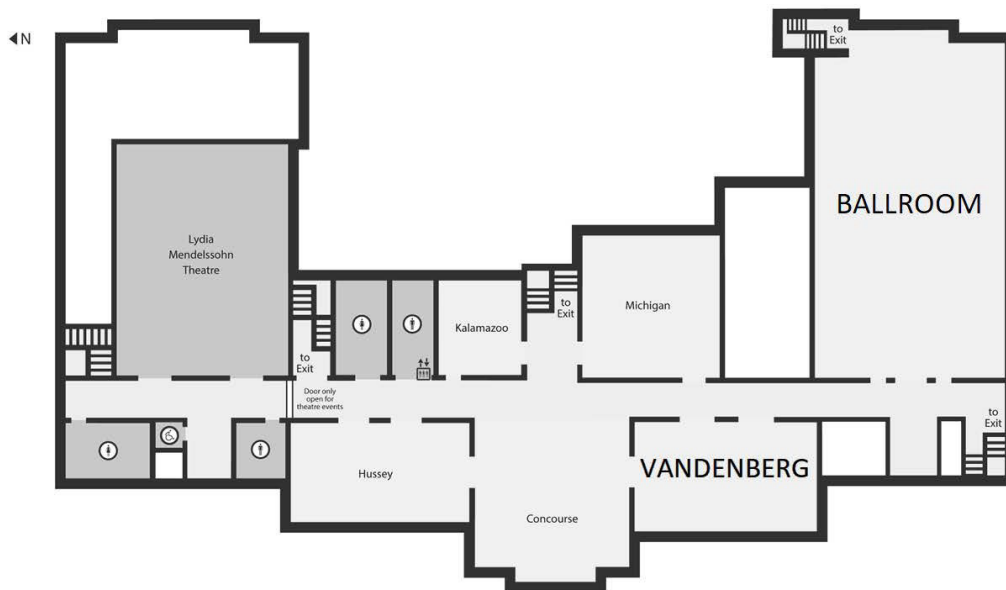 N
to
Exit
BALLROOM
Lydia
Mendelssohn
Theatre
to
Exit
Michigan
Kalamazoo
to
Exit
Door only
open for
theatre events
to
Exit
Hussey
VANDENBERG
Concourse